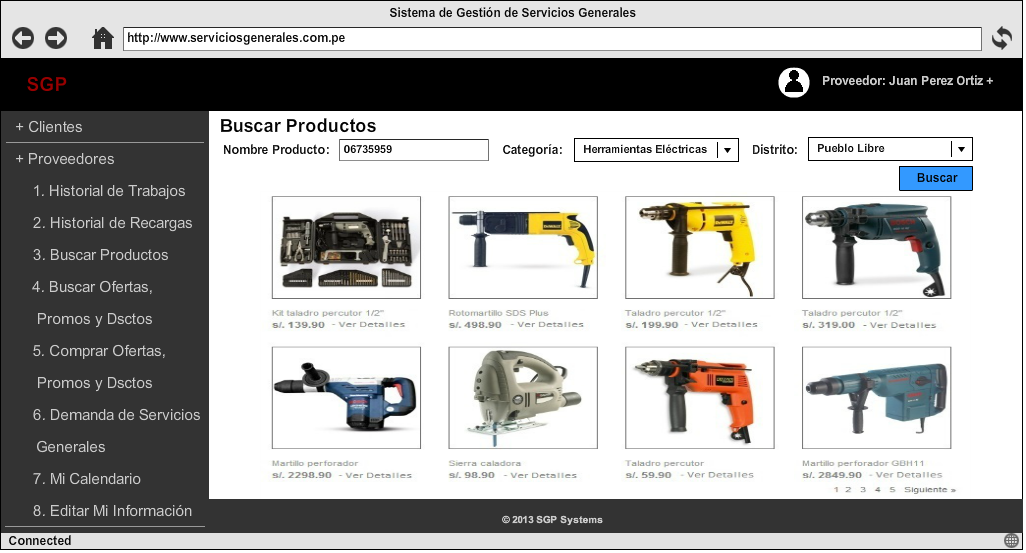 Sistema de Gestión de Servicios Generales
http://www.serviciosgenerales.com.pe
SGP
Proveedor: Juan Perez Ortiz +
+ Clientes
+ Proveedores
1. Historial de Trabajos
2. Historial de Recargas
3. Buscar Productos
4. Buscar Ofertas,
Promos y Dsctos
5. Comprar Ofertas,
Promos y Dsctos
6. Demanda de Servicios
Generales
7. Mi Calendario
8. Editar Mi Información
Buscar Productos
Nombre Producto: 06735959 Categoría: Herramientas Eléctricas Distrito: Pueblo Libre
Buscar
Kit taladro percutor 1/2"
s/. 139.90 - Ver Detalles
Rotomartillo SDS Plus
s/. 498.90 - Ver Detalles
Taladro percutor 1/2"
s/. 199.90 - Ver Detalles
Taladro percutor 1/2"
s/. 319.00 - Ver Detalles
Martillo perforador
s/. 2298.90 - Ver Detalles
Sierra caladora
s/. 98.90 - Ver Detalles
Taladro percutor
s/. 59.90 - Ver Detalles
Martillo perforador GBH11
s/. 2849.90 - Ver Detalles
1 2 3 4 5 Siguiente »
© 2013 SGP Systems
Connected